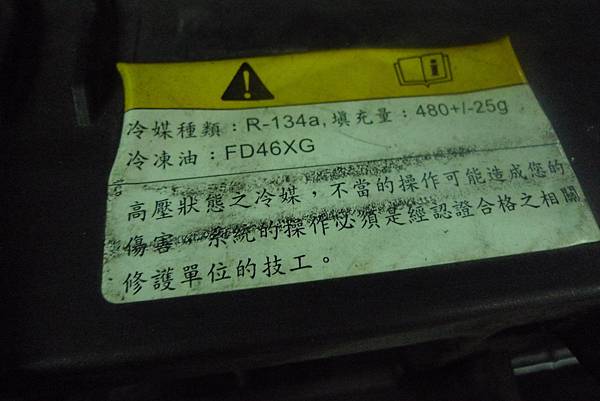 冷媒種類：R-134a, 填充量：480+I-25g
冷凍油：FD46XG
高壓狀態之冷媒，不當的操作可能造成您的
傷害，系統的操作必須是經認證合格之相關
修護單位的技工。